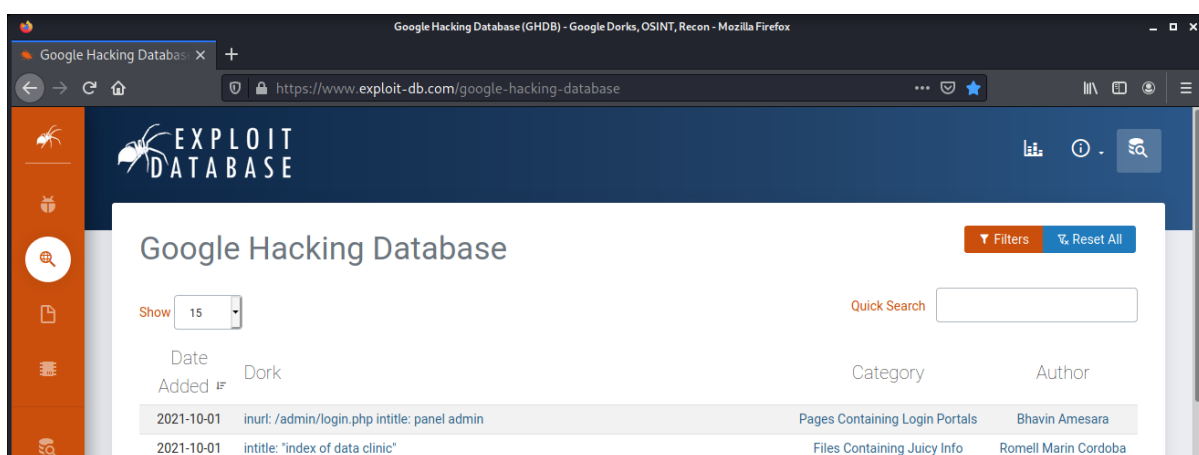 Google Hacking Database (GHDB) - Google Dorks, OSINT, Recon - Mozilla Firefox
Google Hacking Databas
https://www.exploit-db.com/google-hacking-database
EXPLOIT
DATABASE
Google Hacking Database
Filters
Reset All
Show 15
Quick Search
Date
Added Dork Category Author
2021-10-01 inurl: /admin/login.php intitle: panel admin Pages Containing Login Portals Bhavin Amesara
2021-10-01 intitle: "index of data clinic" Files Containing Juicy Info Romell Marin Cordoba